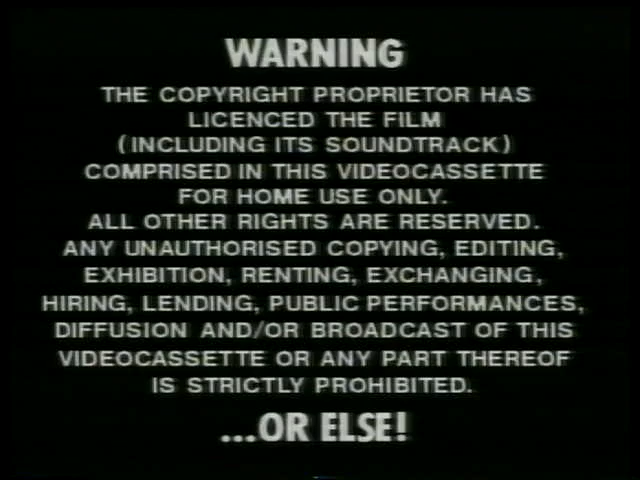 WARNING
THE COPYRIGHT PROPRIETOR HAS
LICENCED THE FILM
(INCLUDING ITS SOUNDTRACK)
COMPRISED IN THIS VIDEOCASSETTE
FOR HOME USE ONLY.
ALL OTHER RIGHTS ARE RESERVED.
ANY UNAUTHORISED COPYING, EDITING,
EXHIBITION, RENTING, EXCHANGING,
HIRING, LENDING, PUBLIC PERFORMANCES,
DIFFUSION AND/OR BROADCAST OF THIS
VIDEOCASSETTE OR ANY PART THEREOF
IS STRICTLY PROHIBITED.
...OR ELSE!